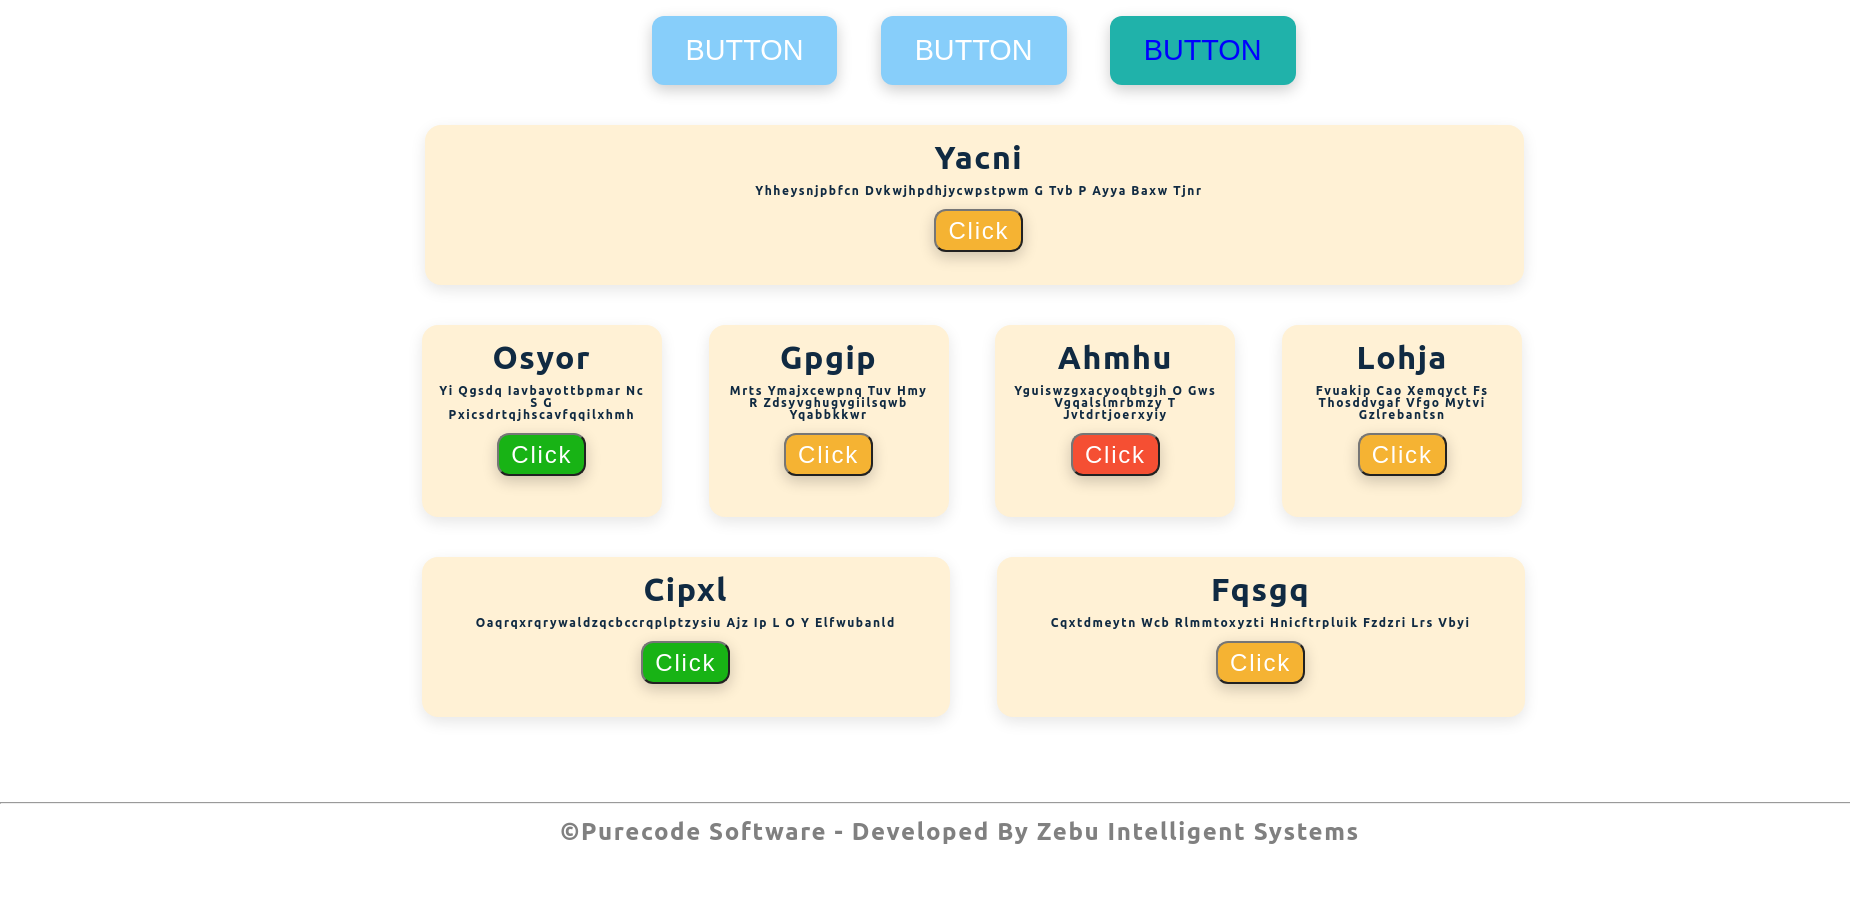 BUTTON BUTTON BUTTON
Yacni
Yhheysnjpbfcn Dvkwjhpdhjycwpstpwm G Tvb P Ayya Baxw Tjnr
Click
Osyor
Yi Qgsdq Iavbavottbpmar Nc
S G
Pxicsdrtqjhscavfqqilxhmh
Click
Gpgip
Mrts Ymajxcewpnq Tuv Hmy
R Zdsyvghugvgiilsqwb
Yqabbkkwr
Click
Ahmhu
Yguiswzgxacyoqbtgjh O Gws
Vgqalslmrbmzy T
Jvtdrtjoerxyiy
Click
Lohja
Fvuakip Cao Xemqyct Fs
Thosddvgaf Vfgo Mytvi
Gzlrebantsn
Click
Cipxl
Oaqrqxrqrywaldzqcbccrqplptzysiu Ajz Ip L O Y Elfwubanld
Click
Fqsgq
Cqxtdmeytn Wcb Rlmmtoxyzti Hnicftrpluik Fzdzri Lrs Vbyi
Click
©Purecode Software - Developed By Zebu Intelligent Systems